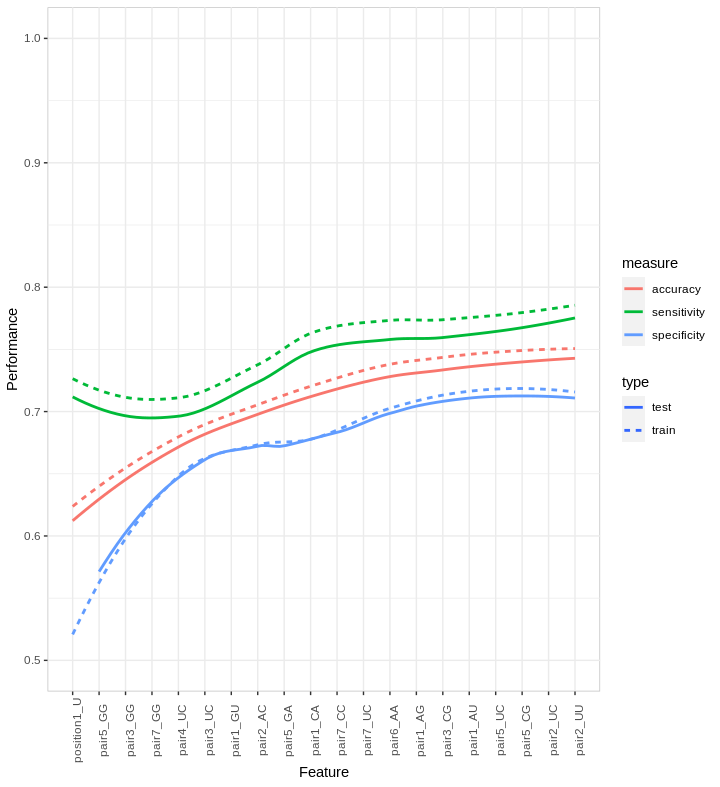 1.0
0.9
0.8
0.7
0.6
0.5
Performance
position1_U
pair5_GG
pair3_GG
pair7_GG
pair4_UC
pair3_UC
pair1_GU
pair2_AC
pair5_GA
pair1_CA
pair7_CC
pair7_UC
pair6_AA
pair1_AG
pair3_CG
pair1_AU
pair5_UC
pair5_CG
pair2_UC
pair2_UU
Feature
measure
accuracy
sensitivity
specificity
type
test
train